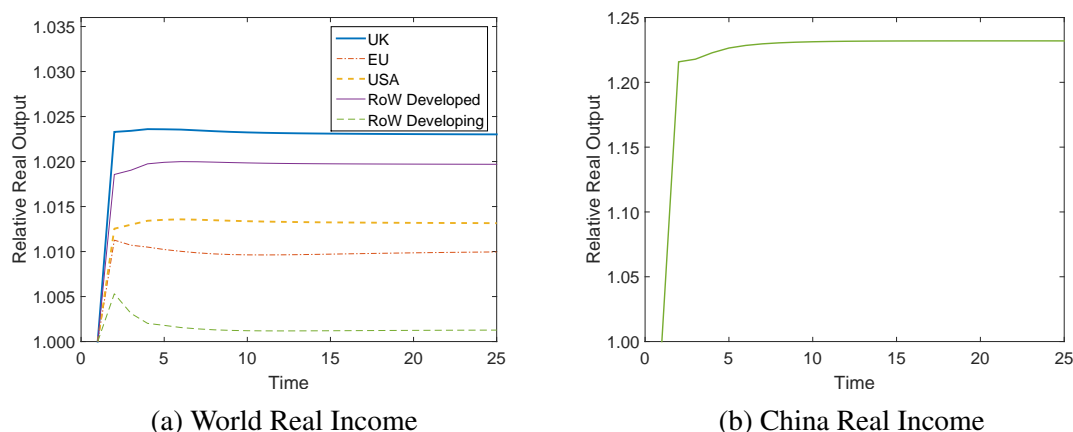 1.035
1.030
1.025
1.020
1.015
1.010
1.005
1.000
Relative Real Output
0 5 10 15 20 25
Time
UK
EU
USA
RoW Developed
RoW Developing
(a) World Real Income
1.25
1.20
1.15
1.10
1.05
1.00
Relative Real Output
0 5 10 15 20 25
Time
(b) China Real Income